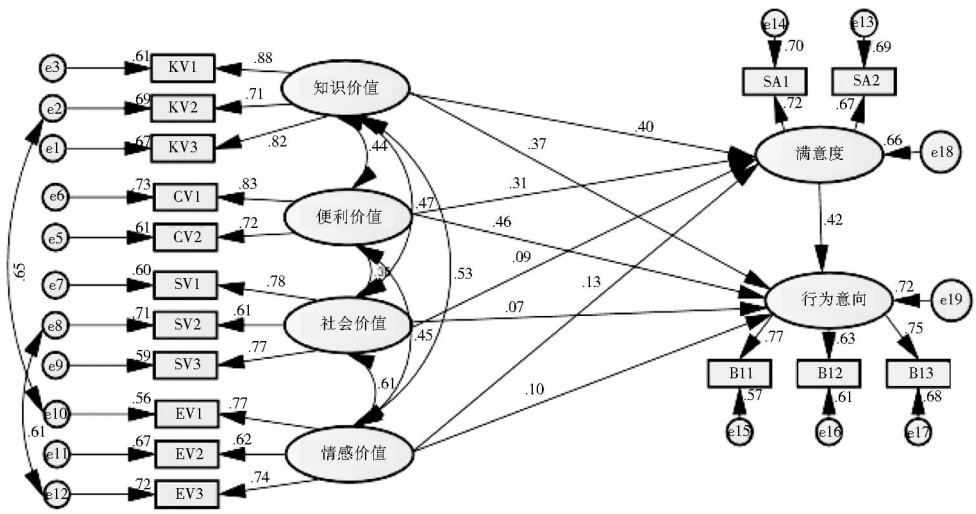 e14
e13
.70
.69
SA1
SA2
.72
.67
e3
.61
KV1
.88
知识价值
e2
.69
KV2
.71
e1
.67
KV3
.82
.44
.40
.37
满意度
.66
e18
e6
.73
CV1
.83
便利价值
.47
.31
e5
.61
CV2
.72
.46
.42
.65
.53
.09
.13
e7
.60
SV1
.78
行为意向
.72
e19
e8
.71
SV2
.61
社会价值
.45
.07
e9
.59
SV3
.77
.77
.63
.75
B11
B12
B13
.57
.61
.68
e15
e16
e17
.61
.10
e10
.56
EV1
.77
.61
e11
.67
EV2
.62
情感价值
e12
.72
EV3
.74